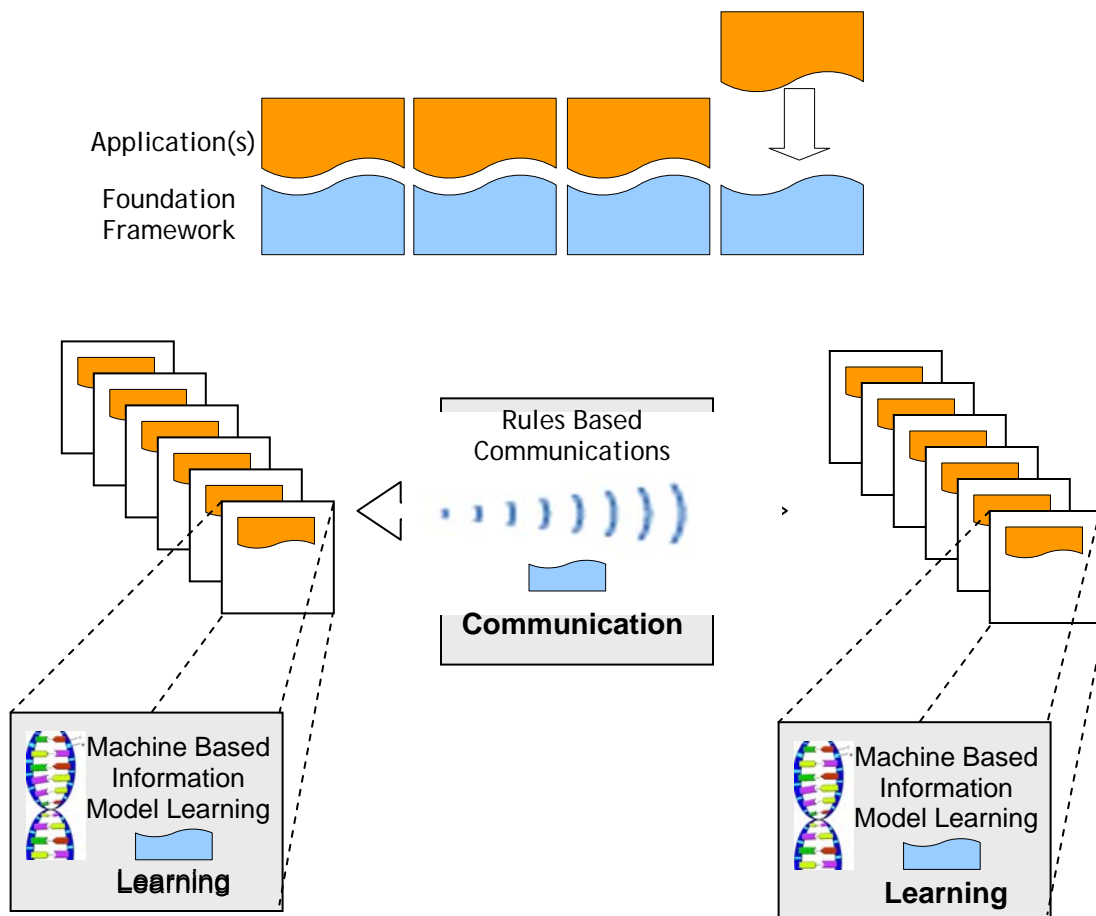 Application(s)
Foundation
Framework
Rules Based
Communications
Communication
Machine Based
Information
Model Learning
Learning
Machine Based
Information
Model Learning
Learning